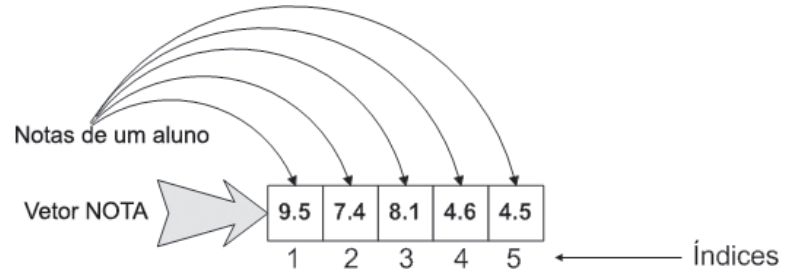 Notas de um aluno
Vetor NOTA
9.5 7.4 8.1 4.6 4.5
1 2 3 4 5
Índices